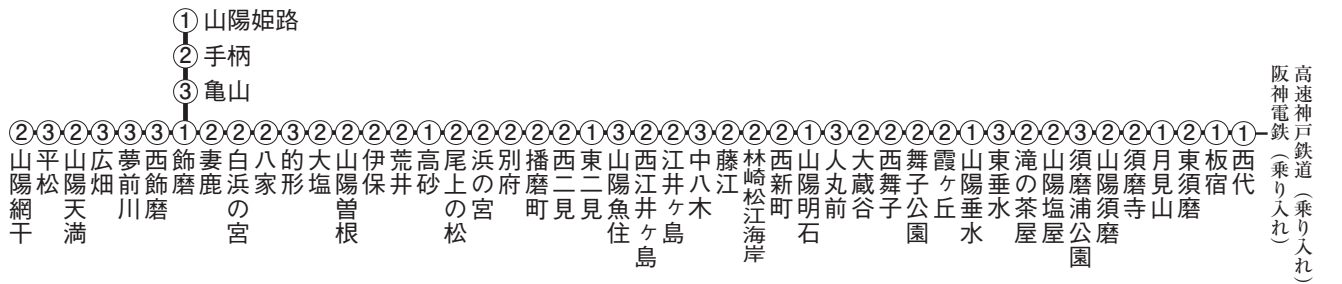 ①山陽姫路
②手柄
③亀山
②山陽網干
③平松
②山陽天満
③広畑
③夢前川
③西飾磨
①飾磨
②妻鹿
②白浜の宮
②八家
③的形
②大塩
②山陽曽根
②伊保
②荒井
①高砂
②尾上の松
②浜の宮
②別府
②播磨町
②西二見
①東二見
③山陽魚住
②西江井ヶ島
②江井ヶ島
③中八木
②藤江
②林崎松江海岸
②西新町
①山陽明石
③人丸前
②大蔵谷
②西舞子
②舞子公園
②霞ヶ丘
①山陽垂水
③東垂水
②滝の茶屋
②山陽塩屋
③須磨浦公園
②山陽須磨
②須磨寺
①月見山
②東須磨
①板宿
①西代
高速神戸鉄道（乗り入れ）
阪神電鉄（乗り入れ）